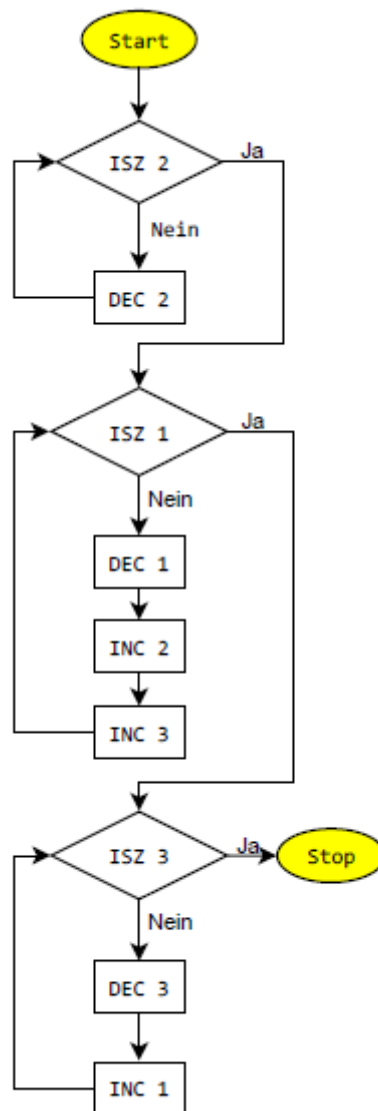 Start
ISZ 2
Ja
Nein
DEC 2
ISZ 1
Ja
Nein
DEC 1
INC 2
INC 3
ISZ 3
Ja
Stop
Nein
DEC 3
INC 1